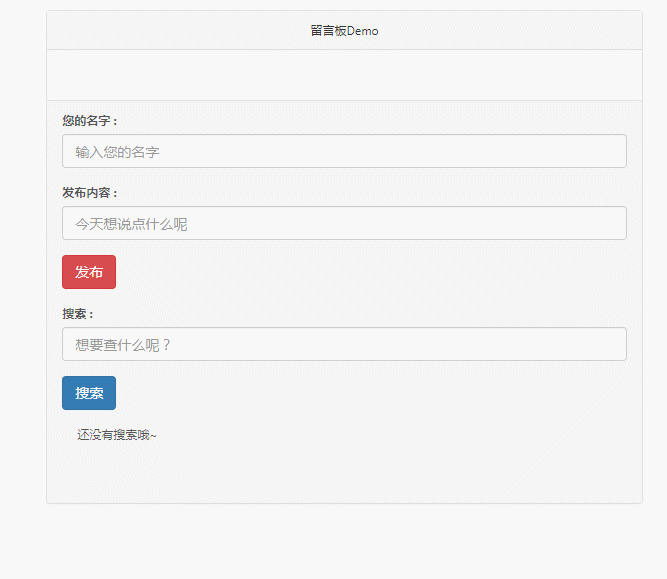 留言板Demo
您的名字：
输入您的名字
发布内容：
今天想说点什么呢
发布
搜索：
想要查什么呢？
搜索
还没有搜索哦~